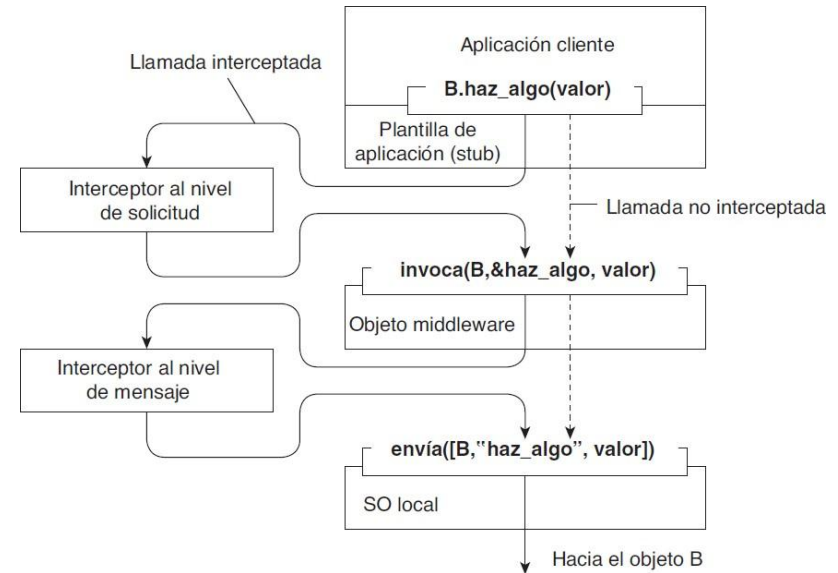 Aplicación cliente
Llamada interceptada
B.haz_algo(valor)
Plantilla de
aplicación (stub)
Interceptor al nivel
de solicitud
Llamada no interceptada
invoca(B,&haz_algo, valor)
Objeto middleware
Interceptor al nivel
de mensaje
envía([B,"haz_algo”, valor])
SO local
Hacia el objeto B